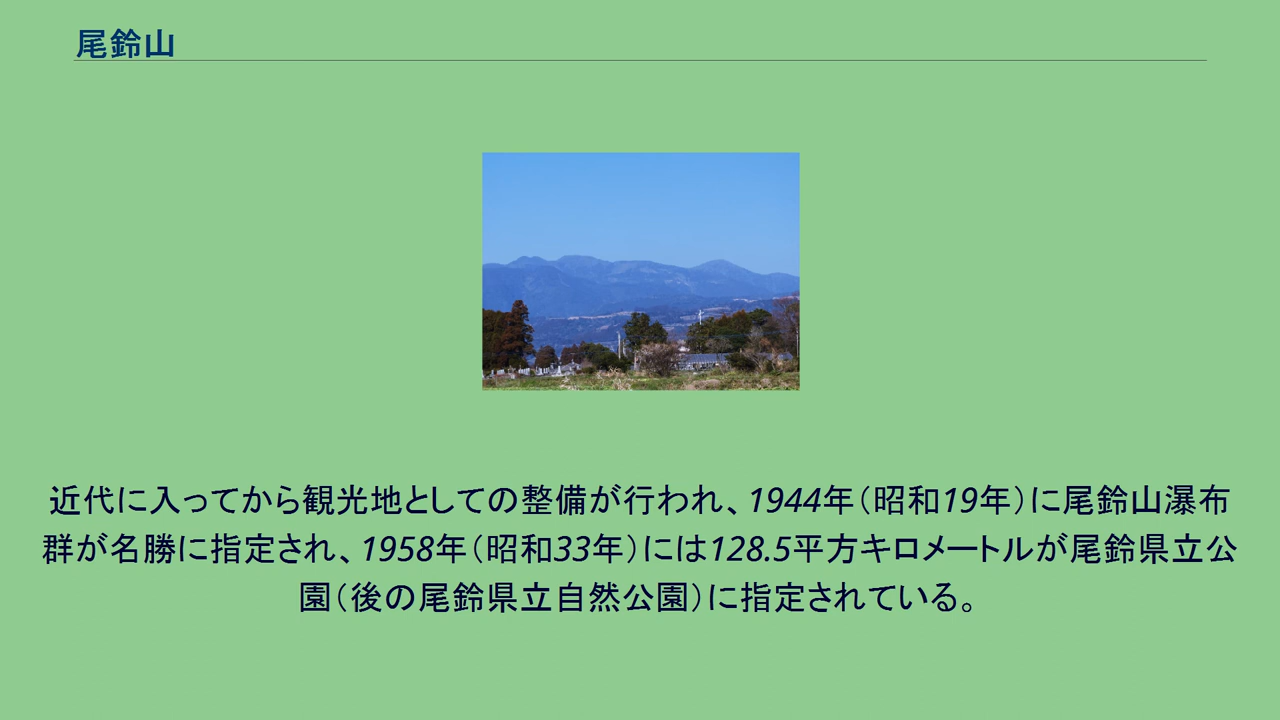 尾鈴山
近代に入ってから観光地としての整備が行われ、1944年（昭和19年）に尾鈴山瀑布
群が名勝に指定され、1958年（昭和33年）には128.5平方キロメートルが尾鈴県立公
園（後の尾鈴県立自然公園）に指定されている。